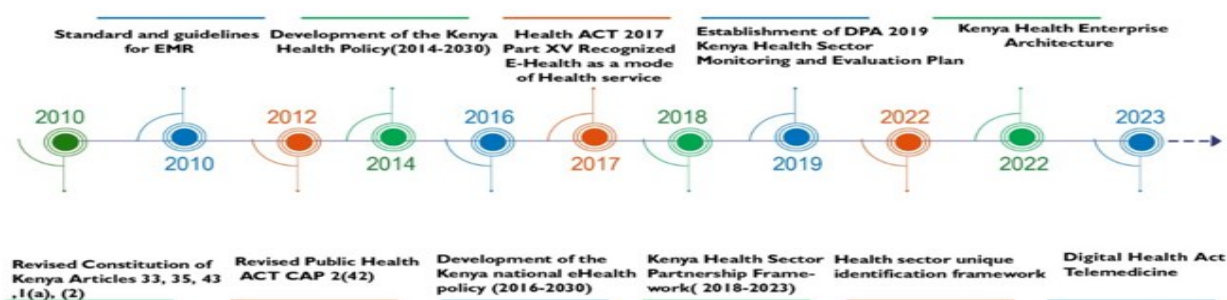 Standard and guidelines
for EMR
Development of the Kenya
Health Policy(2014-2030)
Health ACT 2017
Part XV Recognized
E-Health as a mode
of Health service
Establishment of DPA 2019
Kenya Health Sector
Monitoring and Evaluation Plan
Kenya Health Enterprise
Architecture
2010
2010
2012
2014
2016
2017
2018
2019
2022
2022
2023
Revised Constitution of
Kenya Articles 33, 35, 43
,1(a), (2)
Revised Public Health
ACT CAP 2(42)
Development of the
Kenya national eHealth
policy (2016-2030)
Kenya Health Sector
Partnership Frame-
work( 2018-2023)
Health sector unique
identification framework
Digital Health Act
Telemedicine